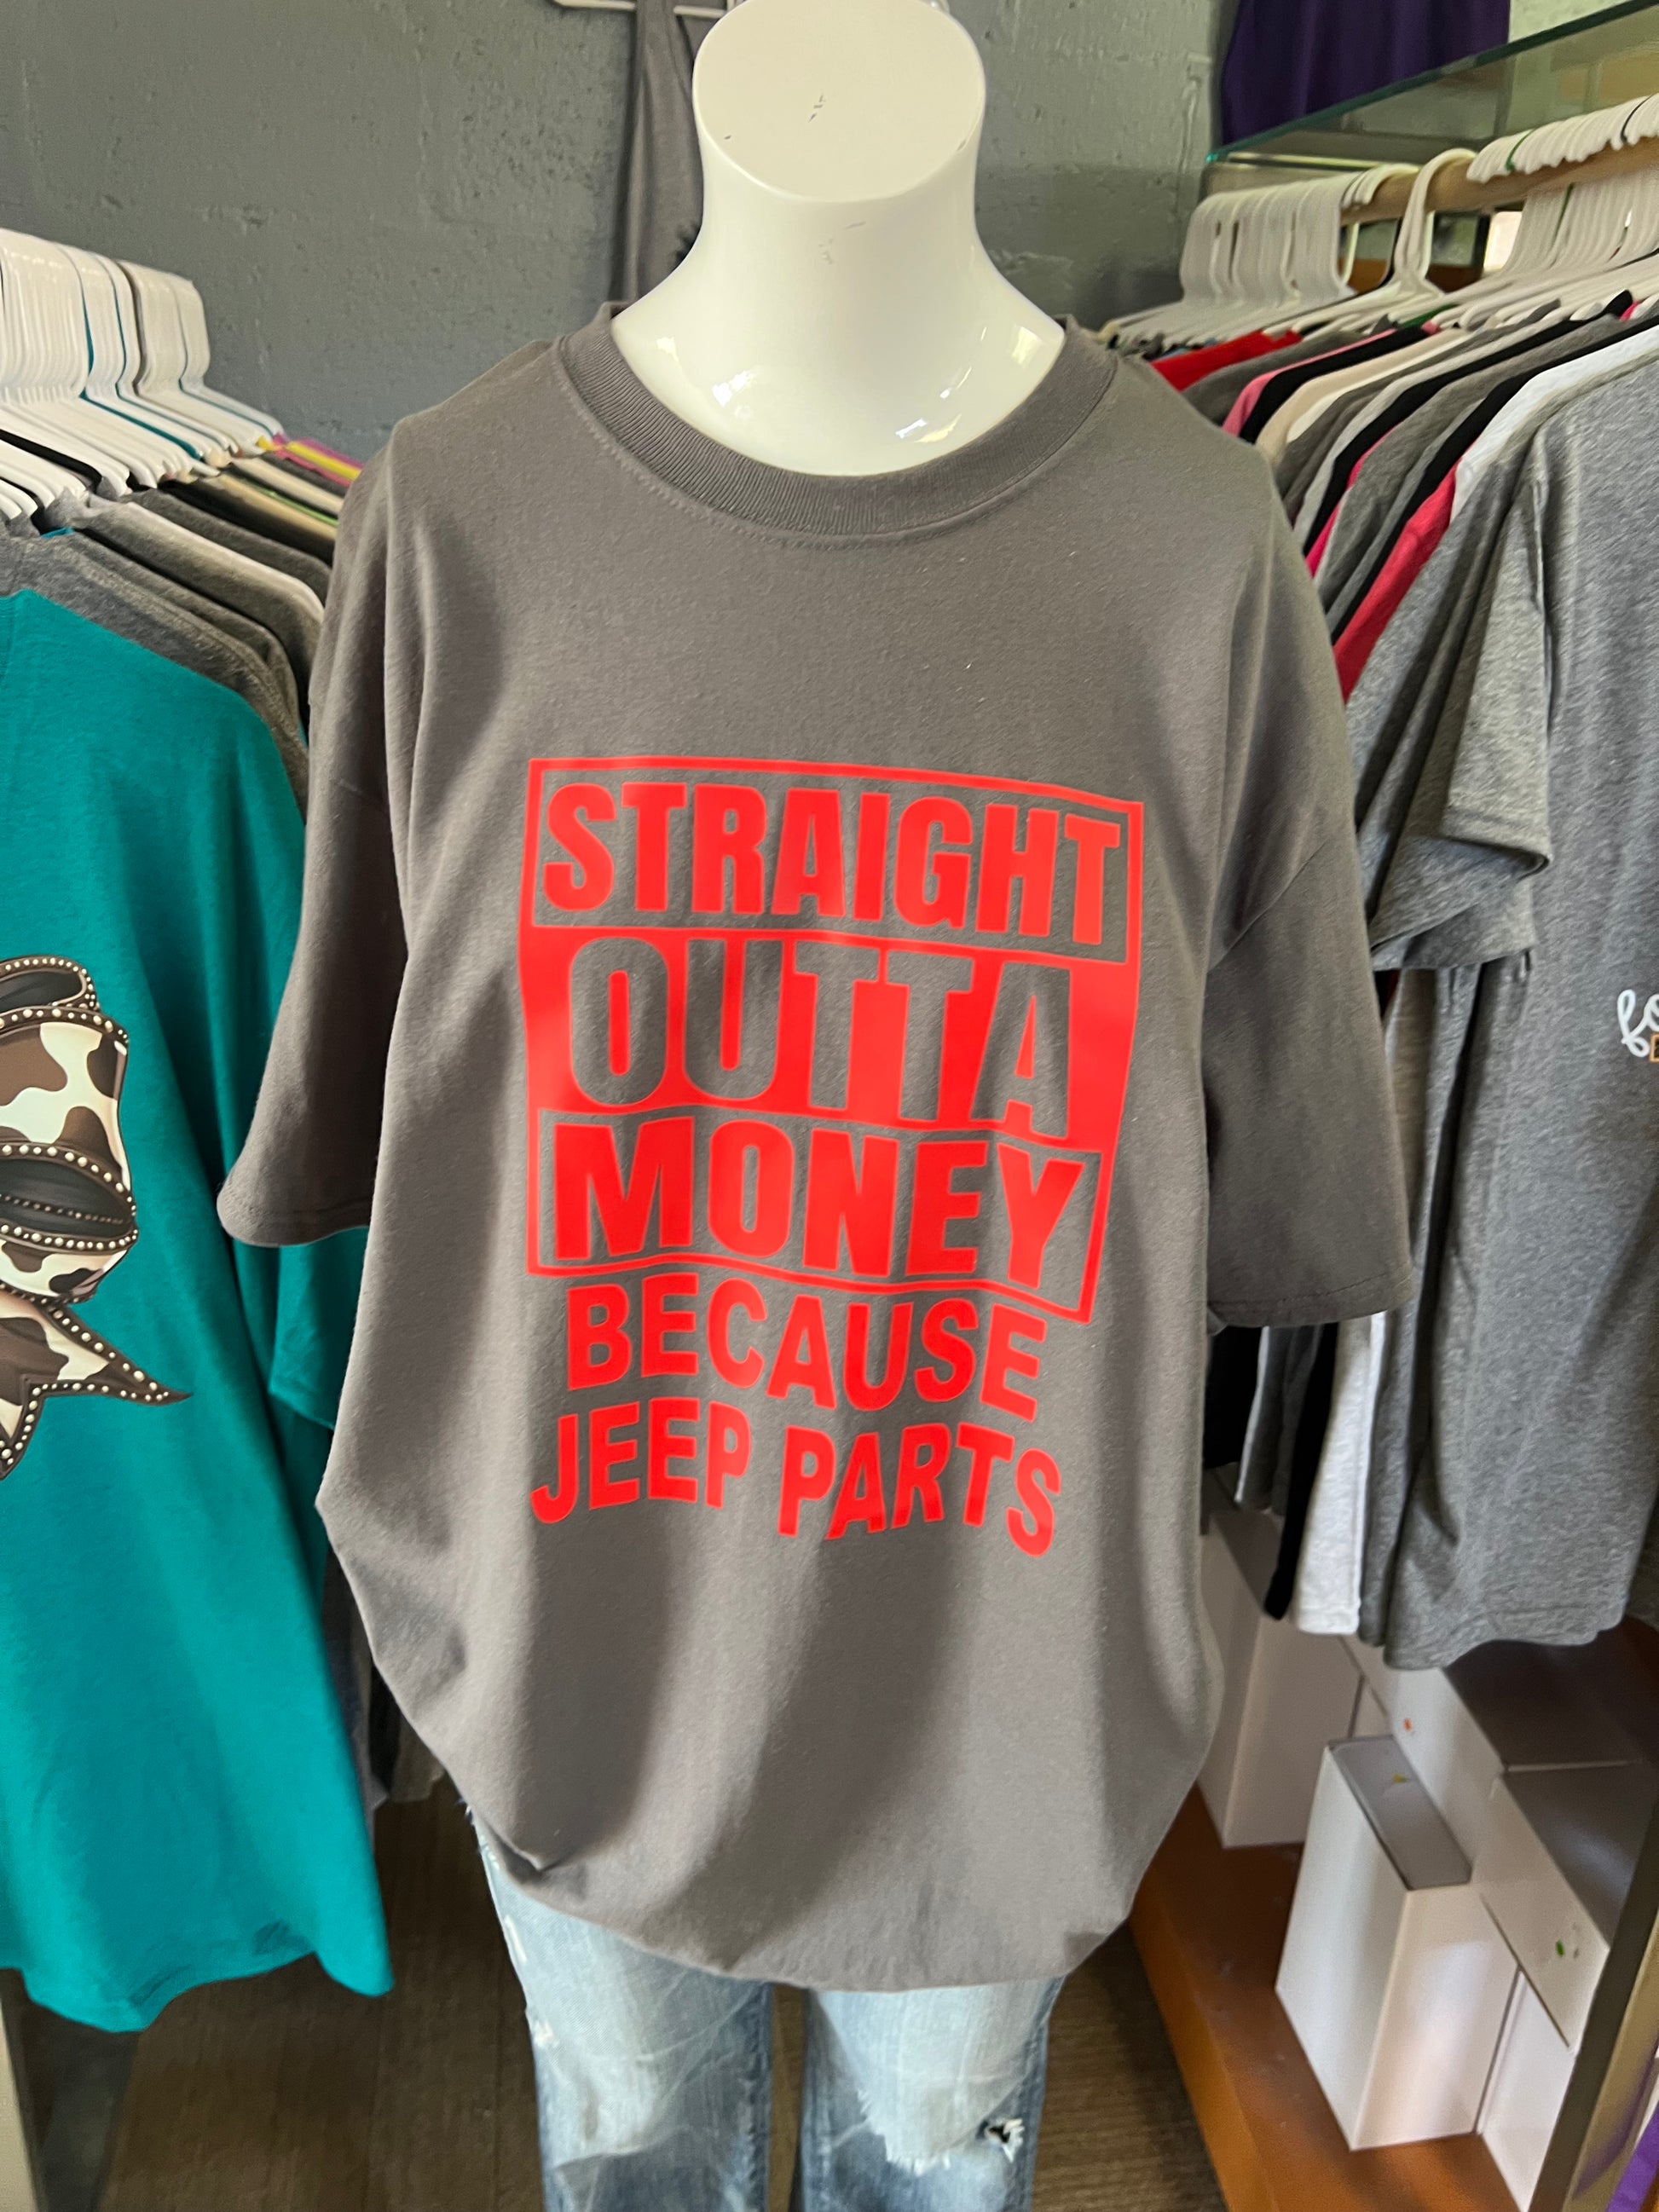 STRAIGHT
OUTTA
MONEY
BECAUSE
JEEP PARTS